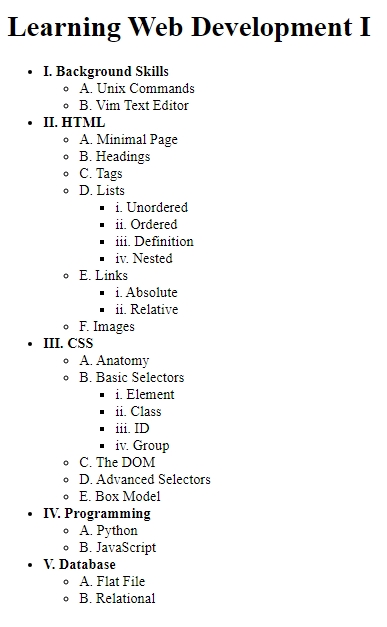 Learning Web Development I
I. Background Skills
A. Unix Commands
B. Vim Text Editor
II. HTML
A. Minimal Page
B. Headings
C. Tags
D. Lists
i. Unordered
ii. Ordered
iii. Definition
iv. Nested
E. Links
i. Absolute
ii. Relative
F. Images
III. CSS
A. Anatomy
B. Basic Selectors
i. Element
ii. Class
iii. ID
iv. Group
C. The DOM
D. Advanced Selectors
E. Box Model
IV. Programming
A. Python
B. JavaScript
V. Database
A. Flat File
B. Relational